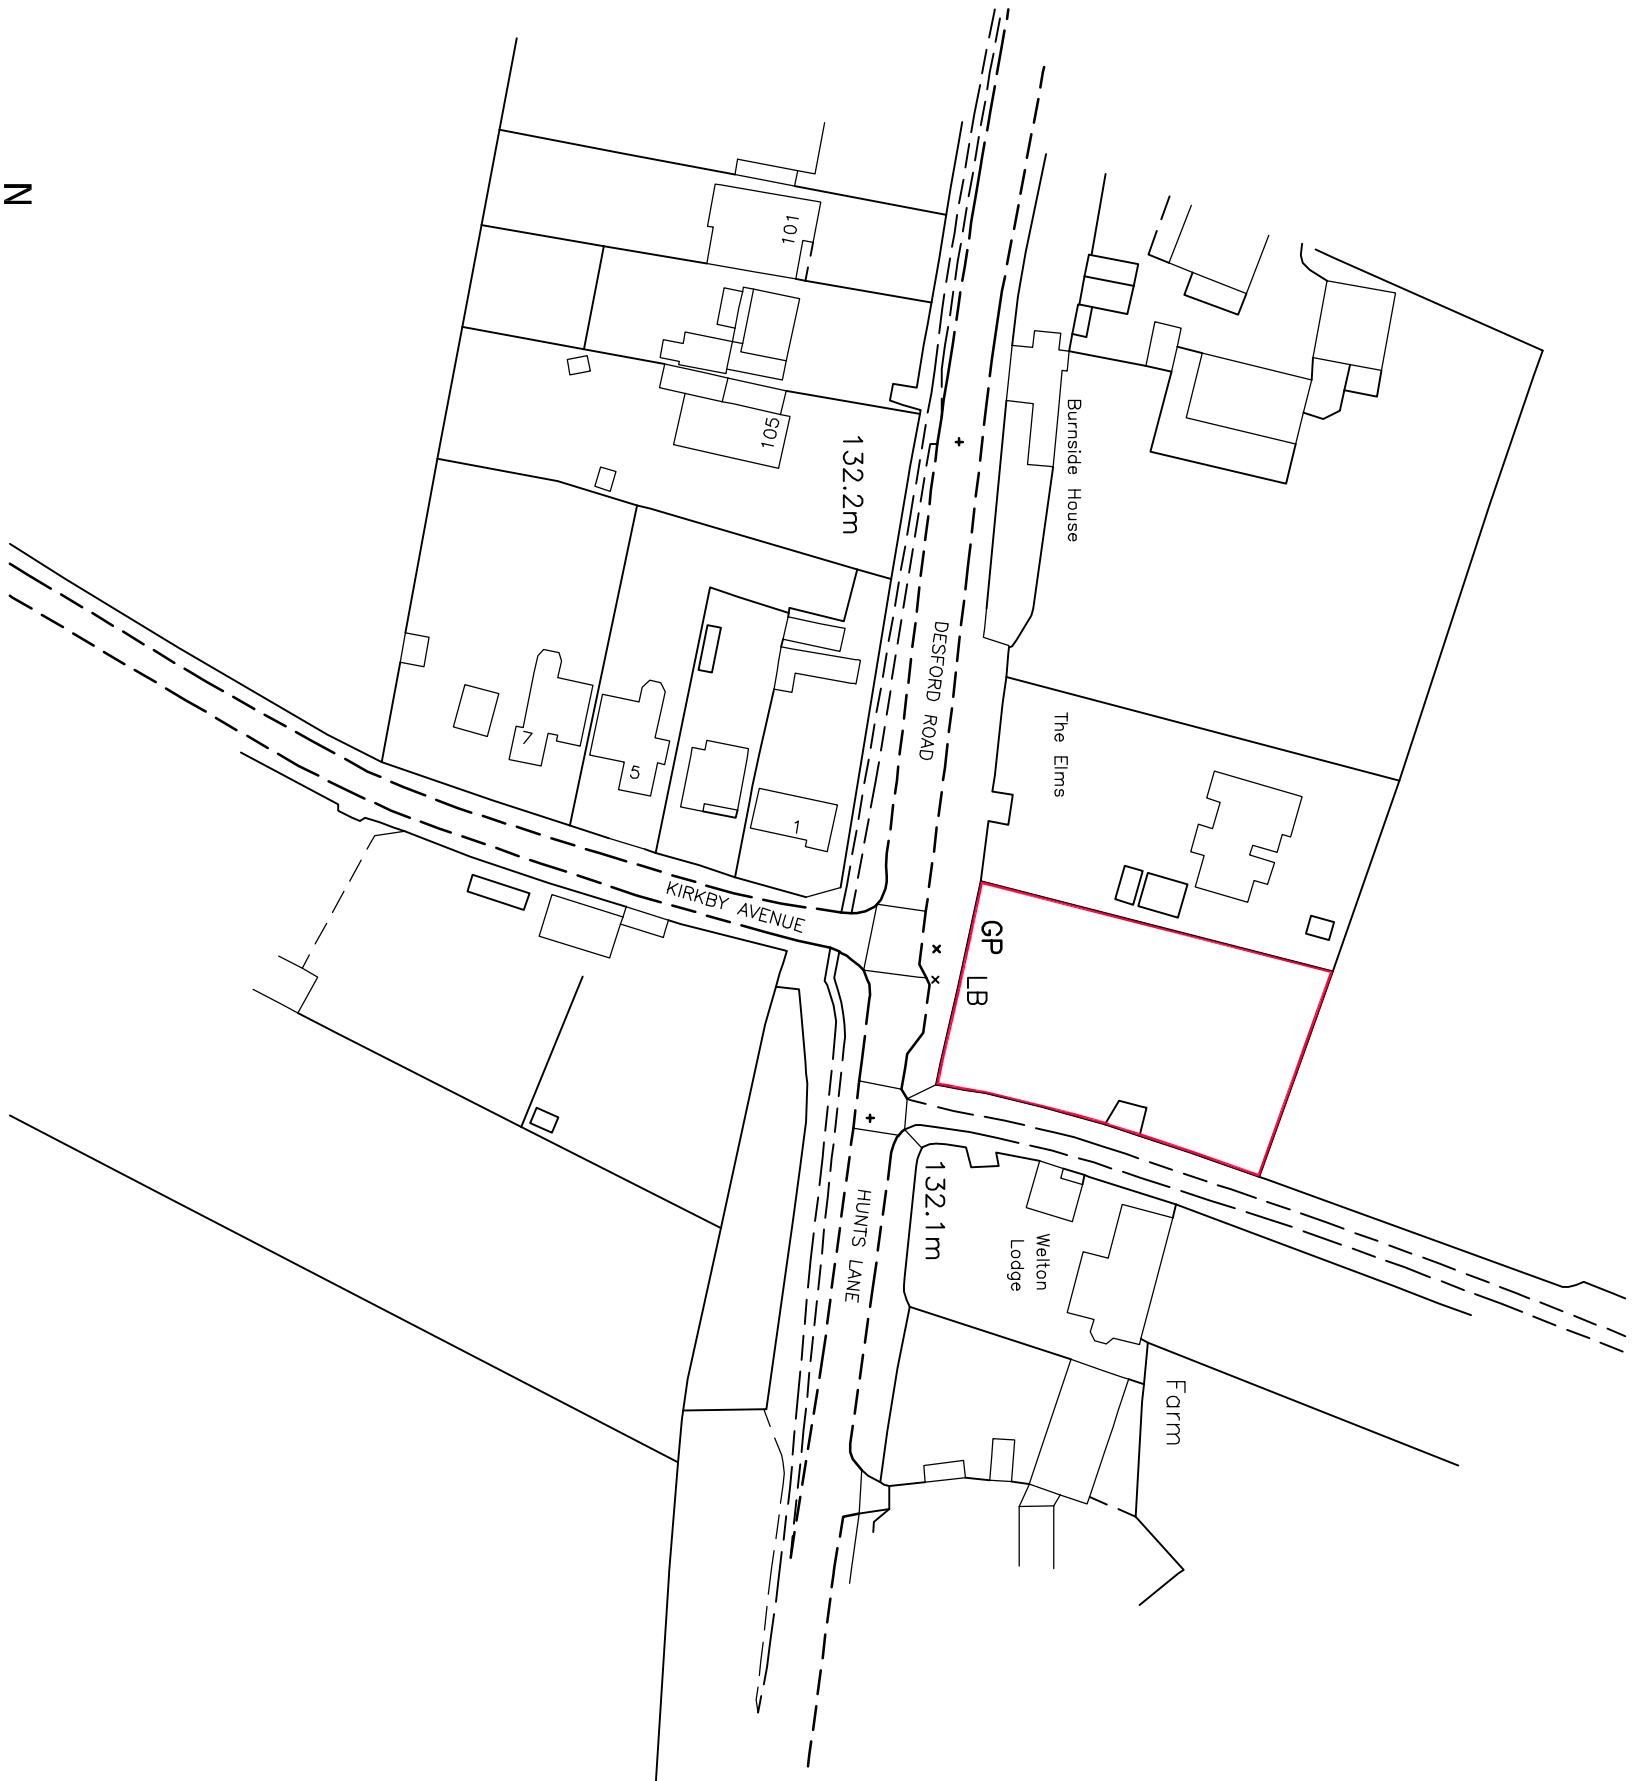 N
101
105
132.2m
Burnside House
DESFORD ROAD
The Elms
7
5
1
KIRKBY AVENUE
GP
LB
132.1m
HUNTS LANE
Welton
Lodge
Farm